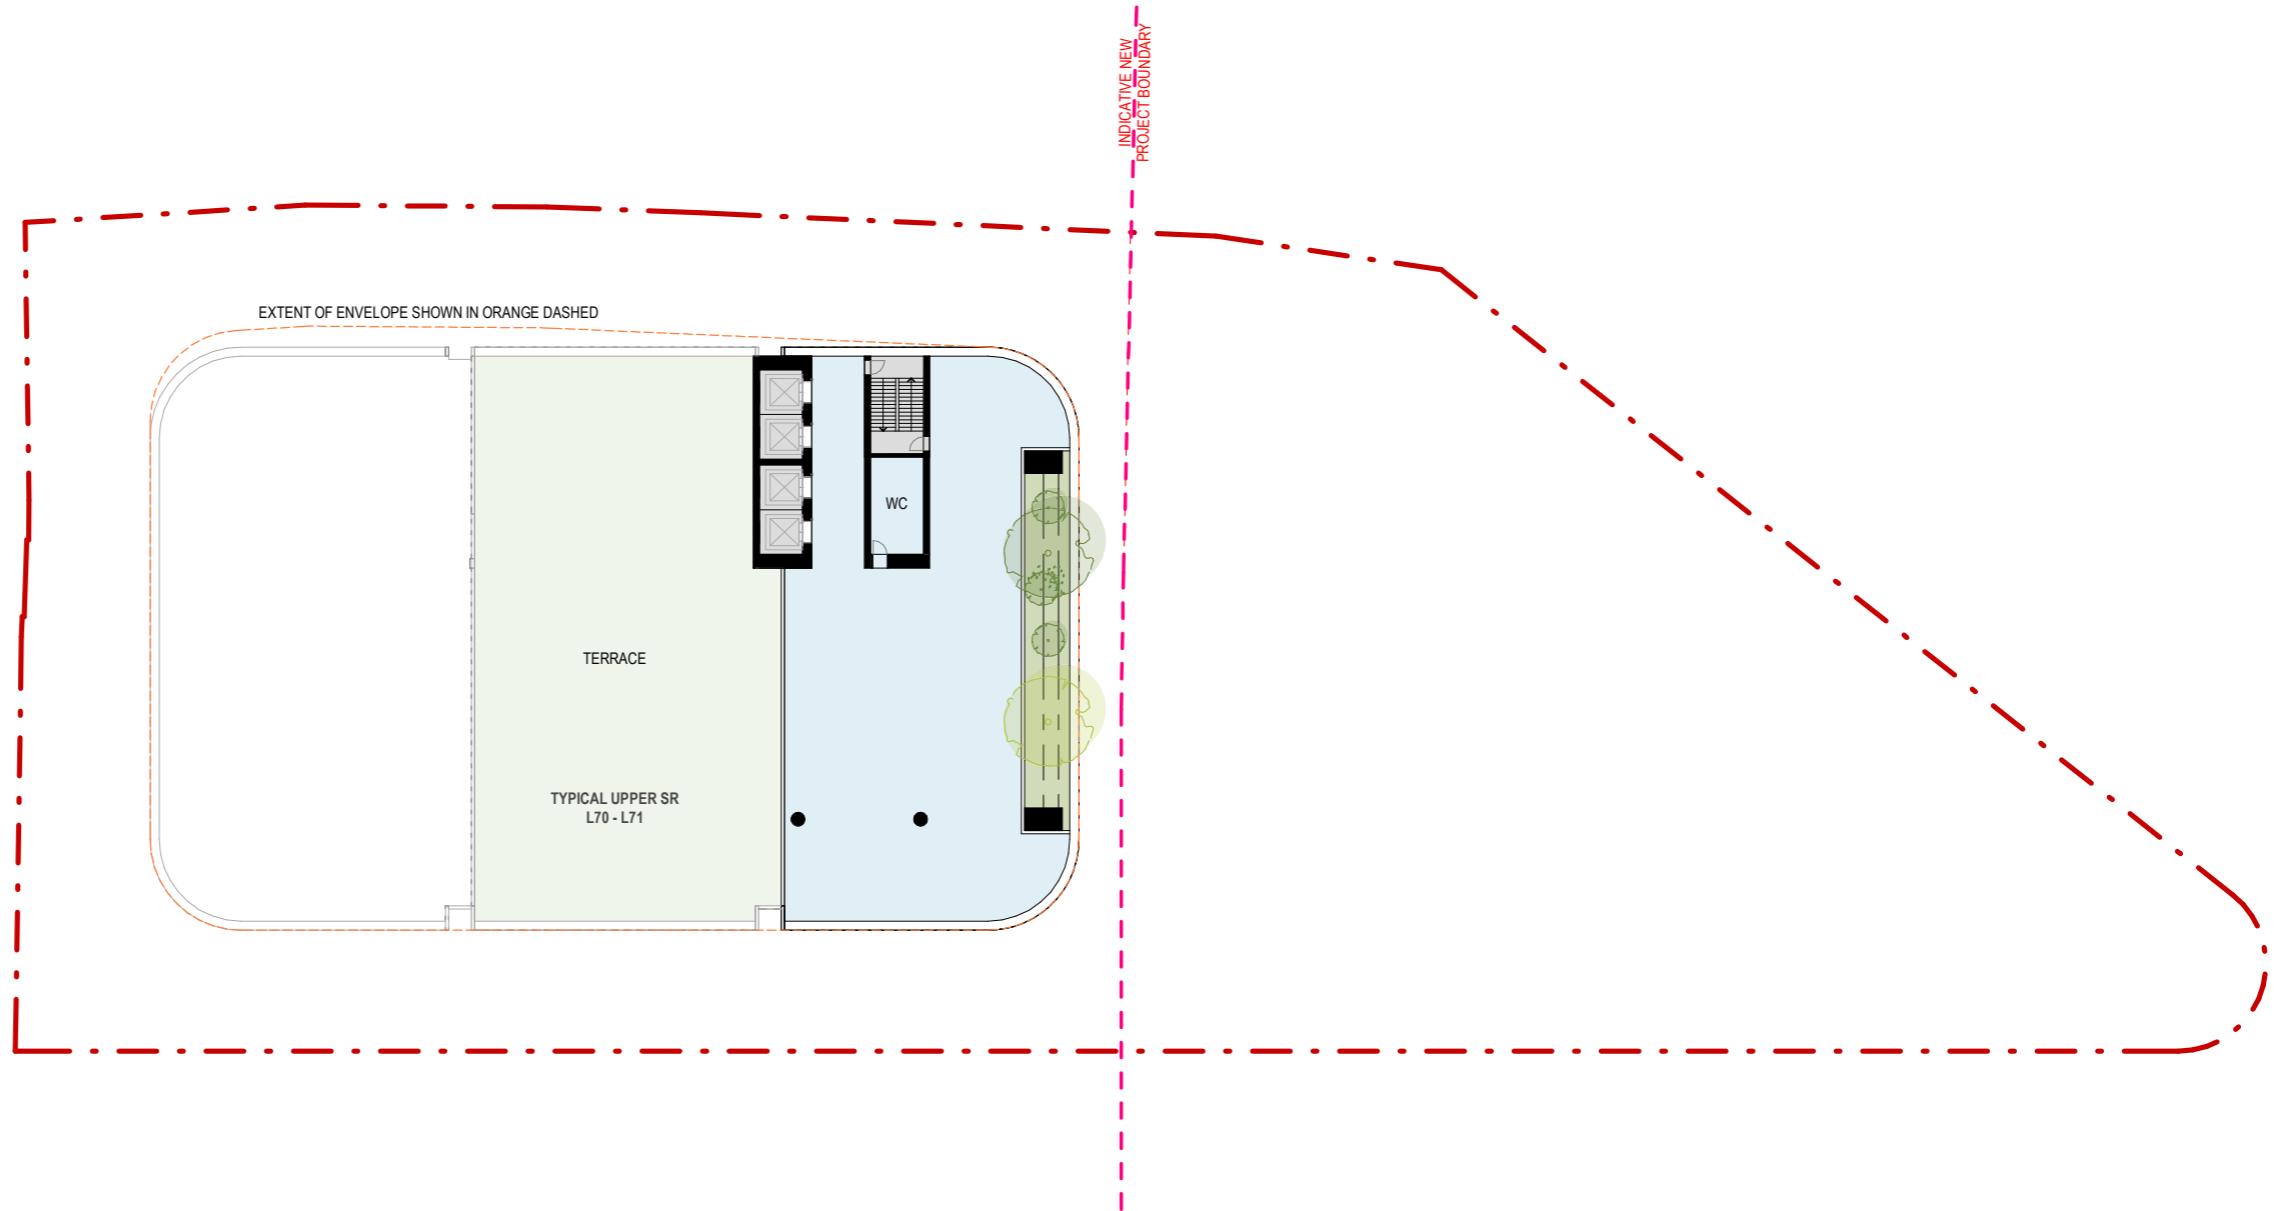 INDICATIVE NEW
PROJECT BOUNDARY
EXTENT OF ENVELOPE SHOWN IN ORANGE DASHED
WC
TERRACE
TYPICAL UPPER SR
L70 - L71